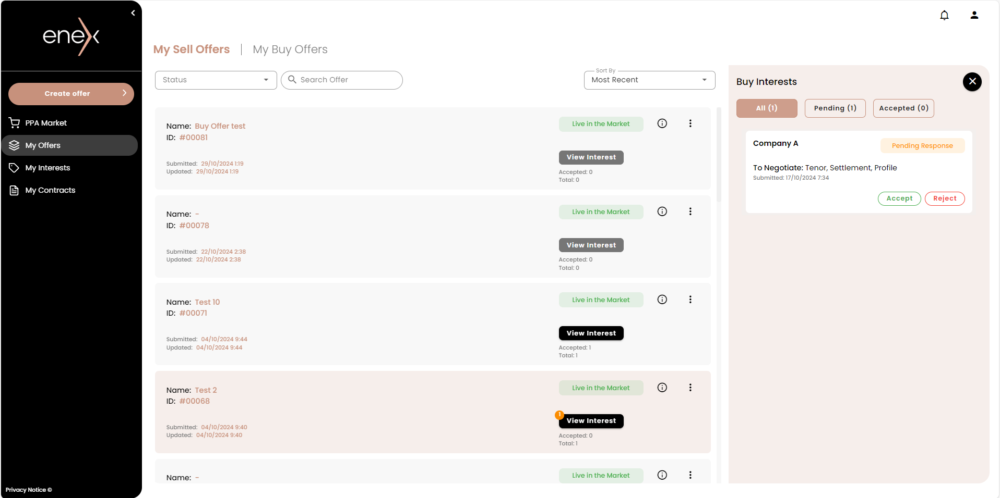 enex
Create offer
PPA Market
My Offers
My Interests
My Contracts
Privacy Notice ©
My Sell Offers | My Buy Offers
Status
Search Offer
Sort By
Most Recent
Name: Buy Offer test
ID: #00081
Live in the Market
Submitted: 29/10/2024 1:19
Updated: 29/10/2024 1:19
View Interest
Accepted: 0
Total: 0
Name: -
ID: #00078
Live in the Market
Submitted: 22/10/2024 2:38
Updated: 22/10/2024 2:38
View Interest
Accepted: 0
Total: 0
Name: Test 10
ID: #00071
Live in the Market
Submitted: 04/10/2024 9:44
Updated: 04/10/2024 9:44
View Interest
Accepted: 1
Total: 1
Name: Test 2
ID: #00068
Live in the Market
Submitted: 04/10/2024 9:40
Updated: 04/10/2024 9:40
1
View Interest
Accepted: 0
Total: 1
Name: -
Live in the Market
Buy Interests
All (1)
Pending (1)
Accepted (0)
Company A
Pending Response
To Negotiate: Tenor, Settlement, Profile
Submitted: 17/10/2024 7:34
Accept
Reject